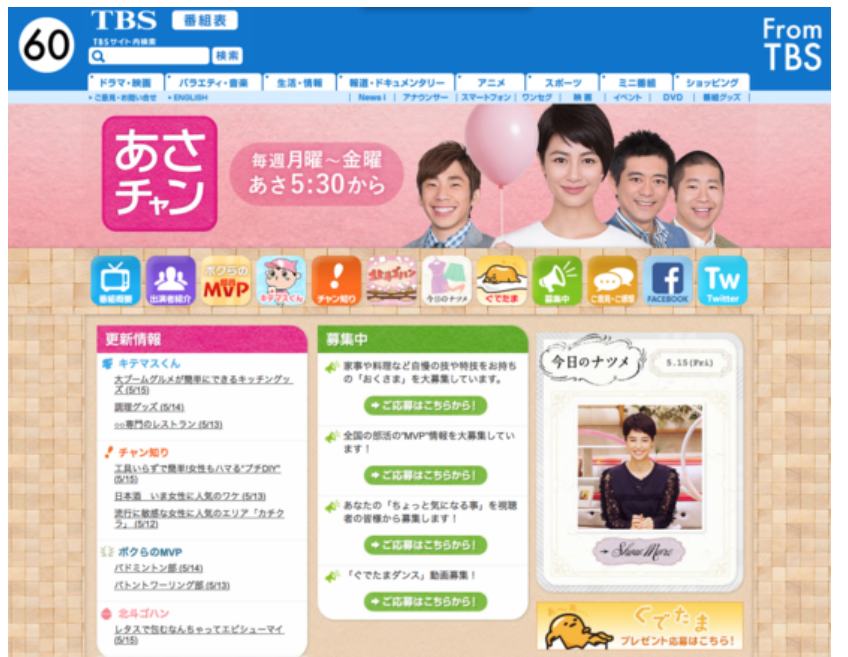 60
TBS 番組表
TBSサイト内検索
検索
From
TBS
ドラマ・映画 バラエティ・音楽 生活・情報 報道・ドキュメンタリー アニメ スポーツ ミニ番組 ショッピング
ご意見・お問い合せ ENGLISH News i アナウンサー スマートフォン ワンセグ 映画 イベント DVD 番組グッズ
あさ
チャン
毎週月曜～金曜
あさ5:30から
番組概要 出演者紹介 ボクらの MVP キテマスくん チャン知り 北斗ゴハン 今日のナツメ ぐでたま 募集中 ご意見・ご感想 FACEBOOK Tw Twitter
更新情報
キテマスくん
大ブームグルメが簡単にできるキッチングッ
ズ (5/15)
調理グッズ (5/14)
○○専門のレストラン (5/13)
チャン知り
工具いらずで簡単!女性もハマる"プチDIY"
(5/15)
日本酒 いま女性に人気のワケ (5/13)
流行に敏感な女性に人気のエリア「カチク
ラ」 (5/12)
ボクらのMVP
バドミントン部 (5/14)
バトントワーリング部 (5/13)
北斗ゴハン
レタスで包むなんちゃってエビシューマイ
(5/15)
募集中
家事や料理など自慢の技や特技をお持ち
の「おくさま」を大募集しています。
ご応募はこちらから!
全国の部活の"MVP"情報を大募集してい
ます！
ご応募はこちらから!
あなたの「ちょっと気になる事」を視聴
者の皆様から募集します！
ご応募はこちらから!
「ぐでたまダンス」動画募集！
ご応募はこちらから!
今日のナツメ
5.15(Fri)
Show More
ぐでたま
プレゼント応募はこちら!